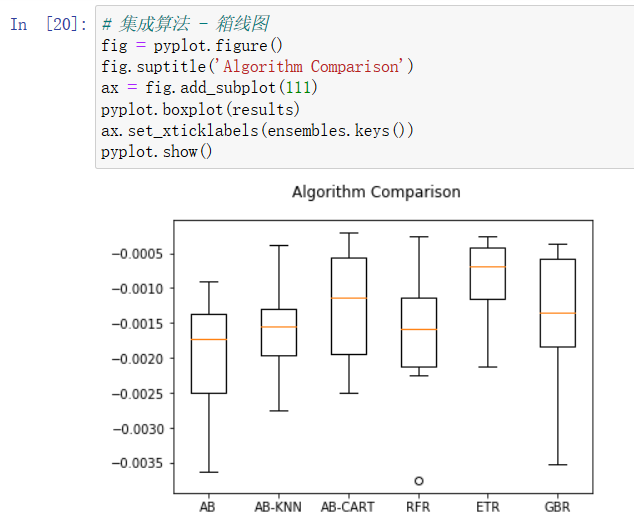 In [20]:
# 集成算法 - 箱线图
fig = pyplot.figure()
fig.suptitle('Algorithm Comparison')
ax = fig.add_subplot(111)
pyplot.boxplot(results)
ax.set_xticklabels(ensembles.keys())
pyplot.show()
Algorithm Comparison
−0.0005
−0.0010
−0.0015
−0.0020
−0.0025
−0.0030
−0.0035
AB AB-KNN AB-CART RFR ETR GBR